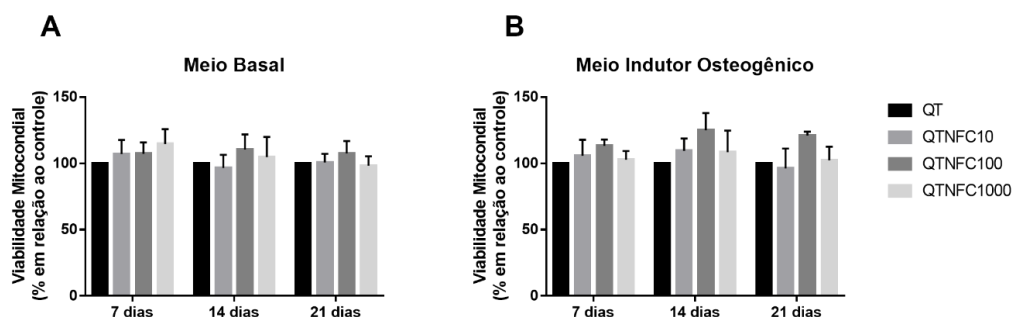 A
Meio Basal
Viabilidade Mitocondial
(% em relação ao controle)
150
100
50
0
7 dias
14 dias
21 dias
B
Meio Indutor Osteogênico
Viabilidade Mitocondial
(% em relação ao controle)
150
100
50
0
7 dias
14 dias
21 dias
QT
QTNFC10
QTNFC100
QTNFC1000